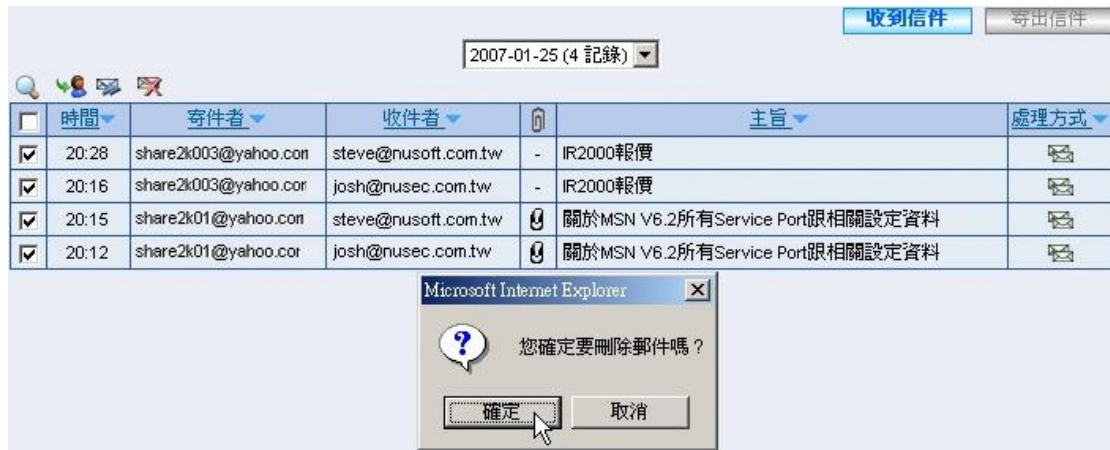 收到信件 寄出信件
2007-01-25 (4 記錄)
時間 寄件者 收件者 主旨 處理方式
20:28 share2k003@yahoo.com steve@nusoft.com.tw - IR2000報價
20:16 share2k003@yahoo.com josh@nusec.com.tw - IR2000報價
20:15 share2k01@yahoo.com steve@nusoft.com.tw 關於MSN V6.2所有Service Port跟相關設定資料
20:12 share2k01@yahoo.cor josh@nusec.com.tw 關於MSN V6.2所有Service Port跟相關設定資料
Microsoft Internet Explorer
您確定要刪除郵件嗎？
確定 取消